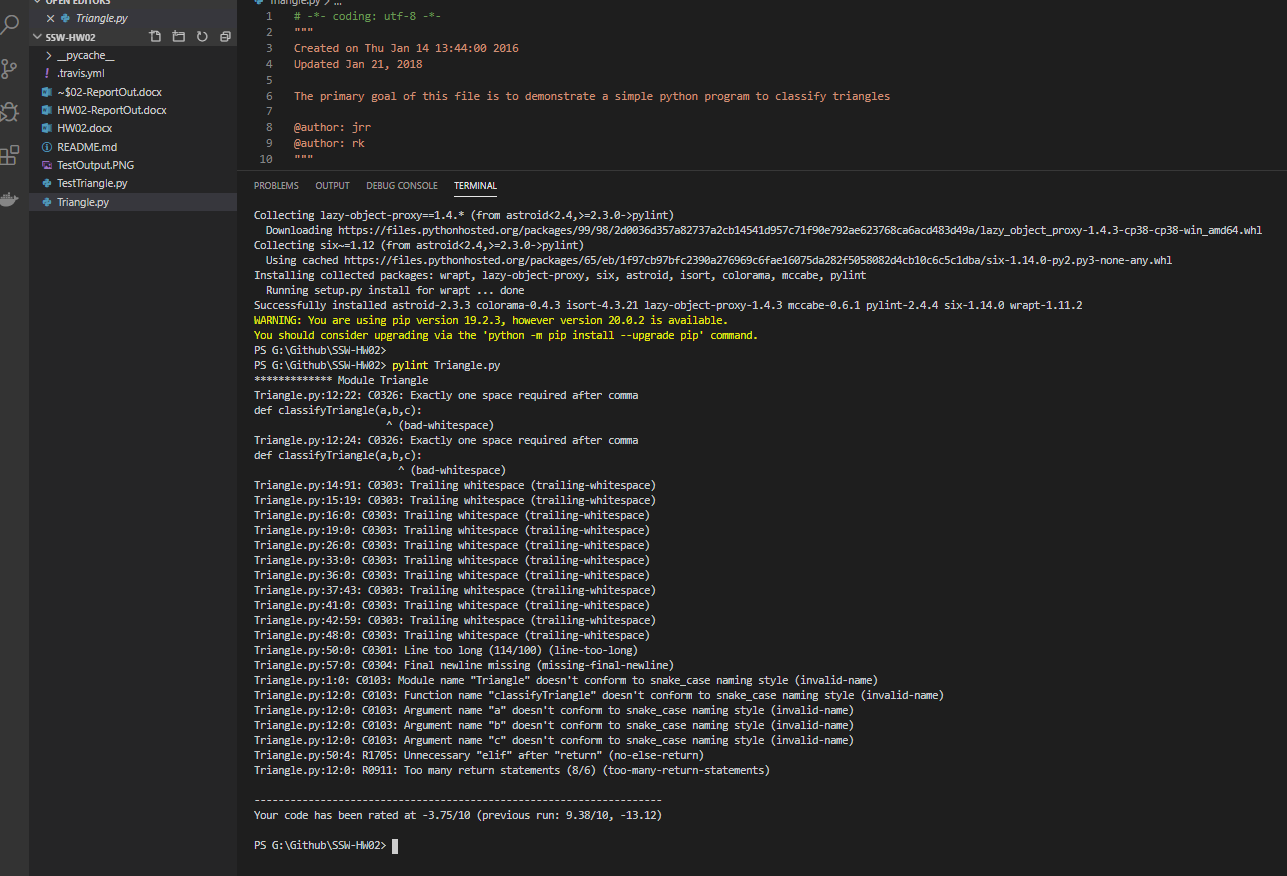 OPEN EDITORS
Triangle.py
SSW-HW02
__pycache__
.travis.yml
~$02-ReportOut.docx
HW02-ReportOut.docx
HW02.docx
README.md
TestOutput.PNG
TestTriangle.py
Triangle.py
Triangle.py > ...
1 # -*- coding: utf-8 -*-
2 """
3 Created on Thu Jan 14 13:44:00 2016
4 Updated Jan 21, 2018
5
6 The primary goal of this file is to demonstrate a simple python program to classify triangles
7
8 @author: jrr
9 @author: rk
10 """
PROBLEMS OUTPUT DEBUG CONSOLE TERMINAL
Collecting lazy-object-proxy==1.4.* (from astroid<2.4,>=2.3.0->pylint)
Downloading https://files.pythonhosted.org/packages/99/98/2d0036d357a82737a2cb14541d957c71f90e792ae623768ca6acd483d49a/lazy_object_proxy-1.4.3-cp38-cp38-win_amd64.whl
Collecting six~=1.12 (from astroid<2.4,>=2.3.0->pylint)
Using cached https://files.pythonhosted.org/packages/65/eb/1f97cb97bfc2390a276969c6fae16075da282f5058082d4cb10c6c5c1dba/six-1.14.0-py2.py3-none-any.whl
Installing collected packages: wrapt, lazy-object-proxy, six, astroid, isort, colorama, mccabe, pylint
Running setup.py install for wrapt ... done
Successfully installed astroid-2.3.3 colorama-0.4.3 isort-4.3.21 lazy-object-proxy-1.4.3 mccabe-0.6.1 pylint-2.4.4 six-1.14.0 wrapt-1.11.2
WARNING: You are using pip version 19.2.3, however version 20.0.2 is available.
You should consider upgrading via the 'python -m pip install --upgrade pip' command.
PS G:\Github\SSW-HW02>
PS G:\Github\SSW-HW02> pylint Triangle.py
************* Module Triangle
Triangle.py:12:22: C0326: Exactly one space required after comma
def classifyTriangle(a,b,c):
^ (bad-whitespace)
Triangle.py:12:24: C0326: Exactly one space required after comma
def classifyTriangle(a,b,c):
^ (bad-whitespace)
Triangle.py:14:91: C0303: Trailing whitespace (trailing-whitespace)
Triangle.py:15:19: C0303: Trailing whitespace (trailing-whitespace)
Triangle.py:16:0: C0303: Trailing whitespace (trailing-whitespace)
Triangle.py:19:0: C0303: Trailing whitespace (trailing-whitespace)
Triangle.py:26:0: C0303: Trailing whitespace (trailing-whitespace)
Triangle.py:33:0: C0303: Trailing whitespace (trailing-whitespace)
Triangle.py:36:0: C0303: Trailing whitespace (trailing-whitespace)
Triangle.py:37:43: C0303: Trailing whitespace (trailing-whitespace)
Triangle.py:41:0: C0303: Trailing whitespace (trailing-whitespace)
Triangle.py:42:59: C0303: Trailing whitespace (trailing-whitespace)
Triangle.py:48:0: C0303: Trailing whitespace (trailing-whitespace)
Triangle.py:50:0: C0301: Line too long (114/100) (line-too-long)
Triangle.py:57:0: C0304: Final newline missing (missing-final-newline)
Triangle.py:1:0: C0103: Module name "Triangle" doesn't conform to snake_case naming style (invalid-name)
Triangle.py:12:0: C0103: Function name "classifyTriangle" doesn't conform to snake_case naming style (invalid-name)
Triangle.py:12:0: C0103: Argument name "a" doesn't conform to snake_case naming style (invalid-name)
Triangle.py:12:0: C0103: Argument name "b" doesn't conform to snake_case naming style (invalid-name)
Triangle.py:12:0: C0103: Argument name "c" doesn't conform to snake_case naming style (invalid-name)
Triangle.py:50:4: R1705: Unnecessary "elif" after "return" (no-else-return)
Triangle.py:12:0: R0911: Too many return statements (8/6) (too-many-return-statements)
--------------------------------------------------------------------
Your code has been rated at -3.75/10 (previous run: 9.38/10, -13.12)
PS G:\Github\SSW-HW02>